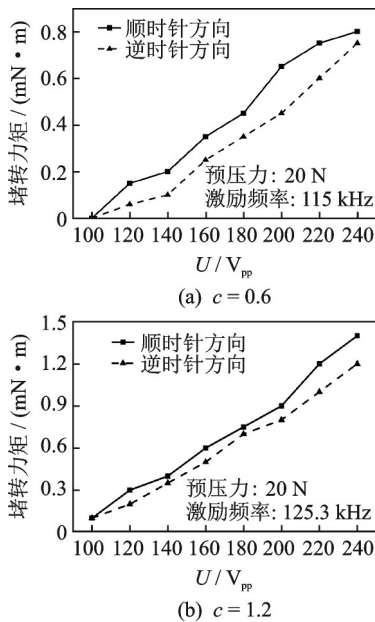 0.8
0.6
0.4
0.2
0
堵转力矩 / (mN·m)
顺时针方向
逆时针方向
预压力: 20 N
激励频率: 115 kHz
100 120 140 160 180 200 220 240
U / Vpp
(a) c = 0.6
1.5
1.2
0.9
0.6
0.3
0
堵转力矩 / (mN·m)
顺时针方向
逆时针方向
预压力: 20 N
激励频率: 125.3 kHz
100 120 140 160 180 200 220 240
U / Vpp
(b) c = 1.2